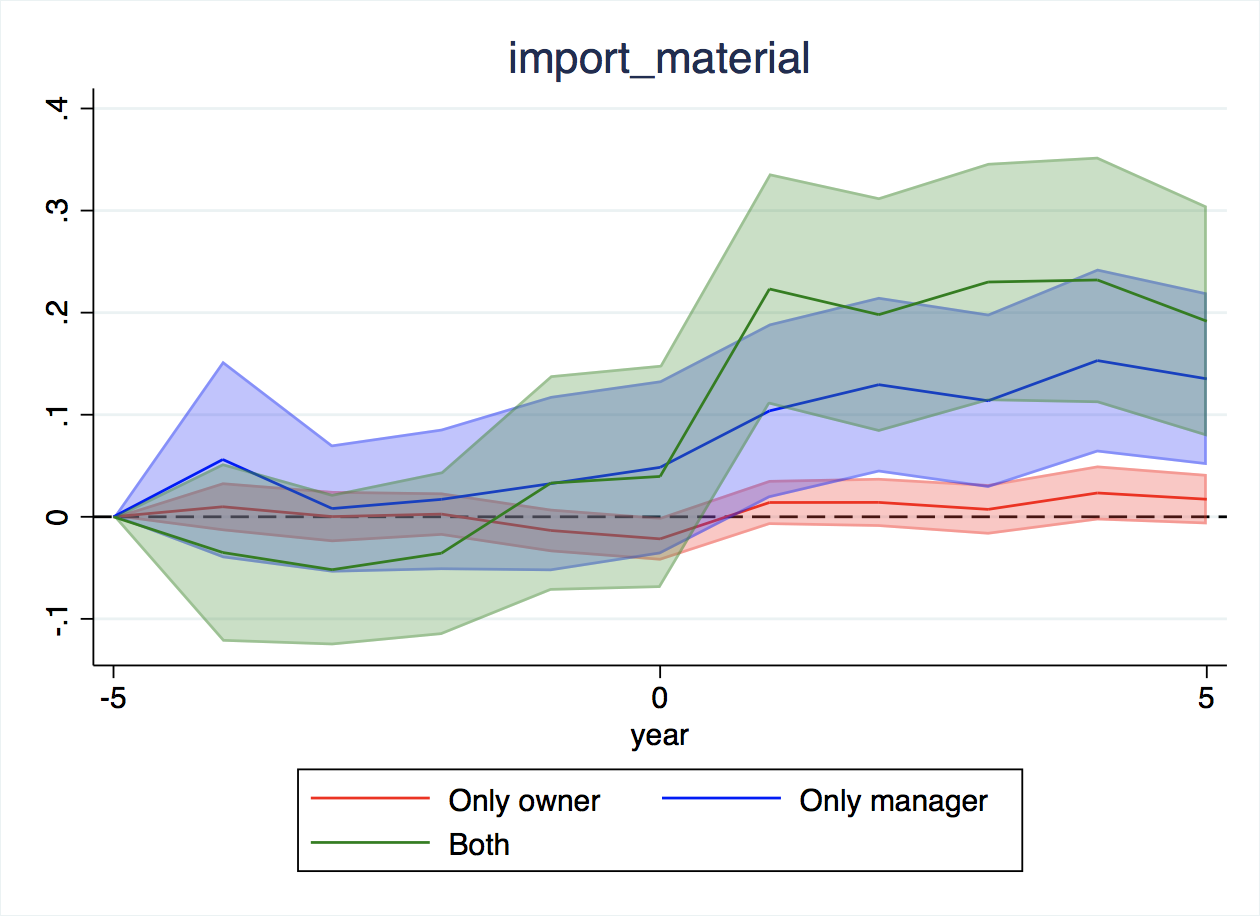 import_material
.4
.3
.2
.1
0
-.1
-5 0 5
year
Only owner Only manager
Both